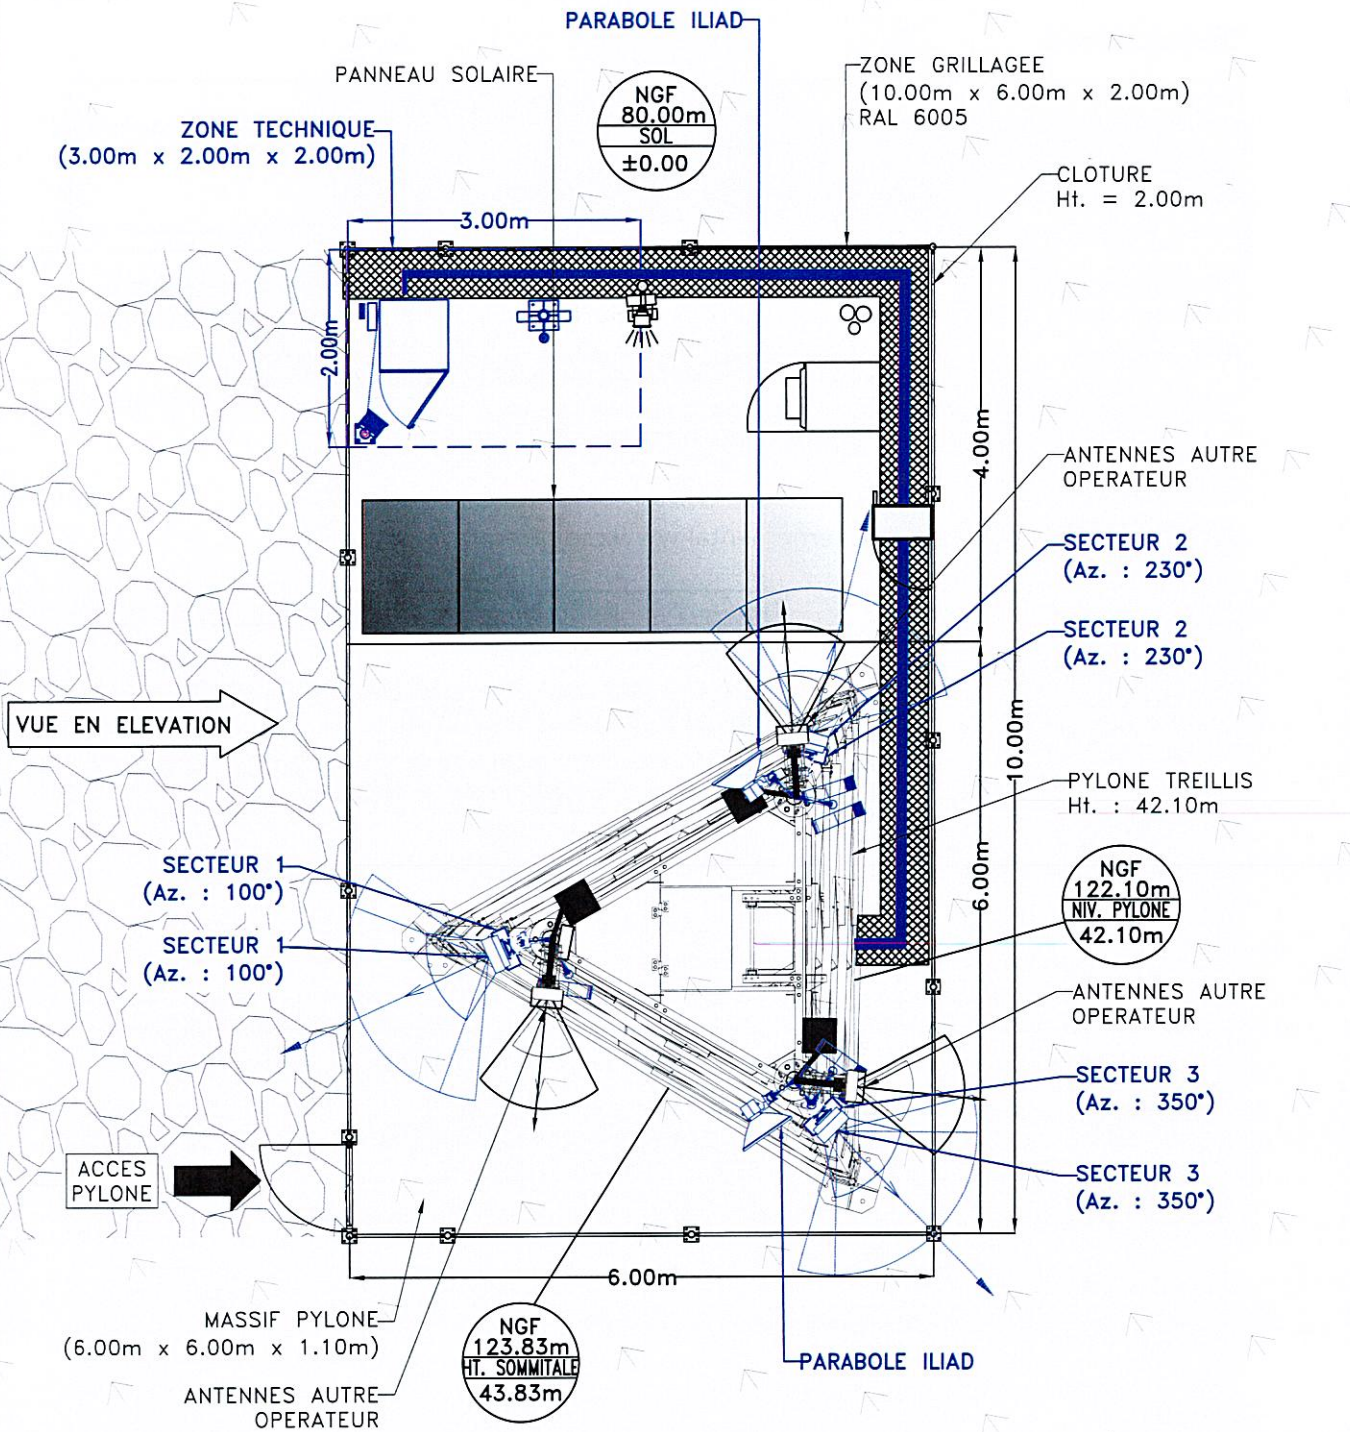 PARABOLE ILIAD
PANNEAU SOLAIRE
NGF
80.00m
SOL
±0.00
ZONE GRILLAGEE
(10.00m x 6.00m x 2.00m)
RAL 6005
ZONE TECHNIQUE
(3.00m x 2.00m x 2.00m)
CLOTURE
Ht. = 2.00m
3.00m
2.00m
4.00m
ANTENNES AUTRE
OPERATEUR
SECTEUR 2
(Az. : 230°)
SECTEUR 2
(Az. : 230°)
VUE EN ELEVATION
10.00m
PYLONE TREILLIS
Ht. : 42.10m
6.00m
SECTEUR 1
(Az. : 100°)
SECTEUR 1
(Az. : 100°)
NGF
122.10m
NIV. PYLONE
42.10m
ANTENNES AUTRE
OPERATEUR
SECTEUR 3
(Az. : 350°)
SECTEUR 3
(Az. : 350°)
ACCES
PYLONE
6.00m
MASSIF PYLONE
(6.00m x 6.00m x 1.10m)
NGF
123.83m
HT. SOMMITALE
43.83m
PARABOLE ILIAD
ANTENNES AUTRE
OPERATEUR